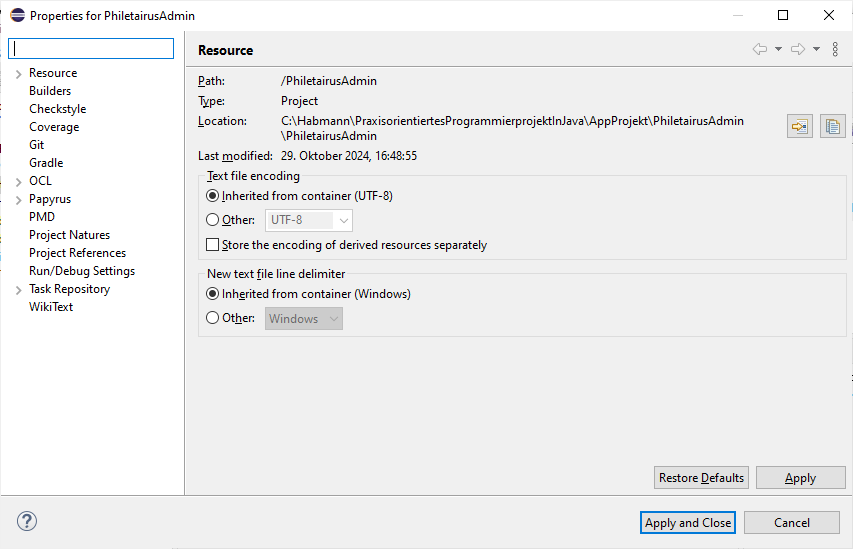 Properties for PhiletairusAdmin
Resource
Builders
Checkstyle
Coverage
Git
Gradle
OCL
Papyrus
PMD
Project Natures
Project References
Run/Debug Settings
Task Repository
WikiText
Resource
Path: /PhiletairusAdmin
Type: Project
Location: C:\Habmann\PraxisorientiertesProgrammierprojektInJava\AppProjekt\PhiletairusAdmin
\PhiletairusAdmin
Last modified: 29. Oktober 2024, 16:48:55
Text file encoding
Inherited from container (UTF-8)
Other: UTF-8
Store the encoding of derived resources separately
New text file line delimiter
Inherited from container (Windows)
Other: Windows
Restore Defaults Apply
? Apply and Close Cancel